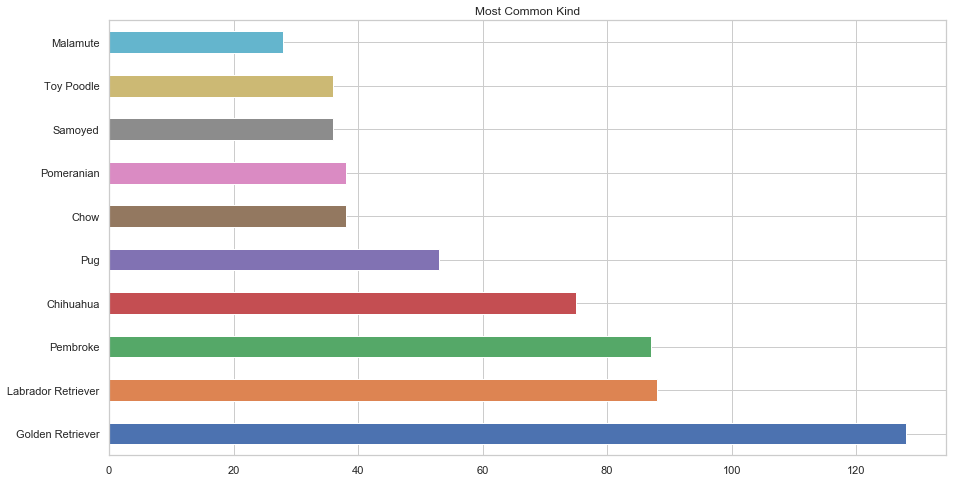 Most Common Kind
Malamute
Toy Poodle
Samoyed
Pomeranian
Chow
Pug
Chihuahua
Pembroke
Labrador Retriever
Golden Retriever
0 20 40 60 80 100 120